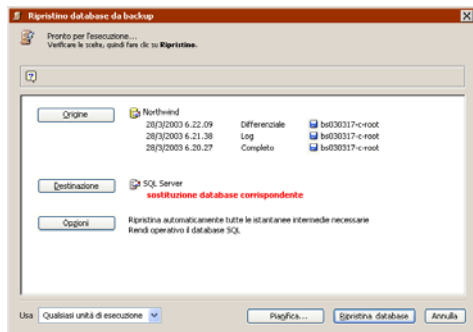 Ripristino database da backup
Pronto per l'esecuzione...
Verificare le scelte, quindi fare clic su Ripristino.
Origine
Northwind
28/3/2003 6.22.09 Differenziale bs030317-c-root
28/3/2003 6.21.38 Log bs030317-c-root
28/3/2003 6.20.27 Completo bs030317-c-root
Destinazione
SQL Server
sostituzione database corrispondente
Opzioni
Ripristina automaticamente tutte le istantanee intermedie necessarie
Rendi operativo il database SQL
Usa Qualsiasi unità di esecuzione Pianifica... Ripristina database Annulla